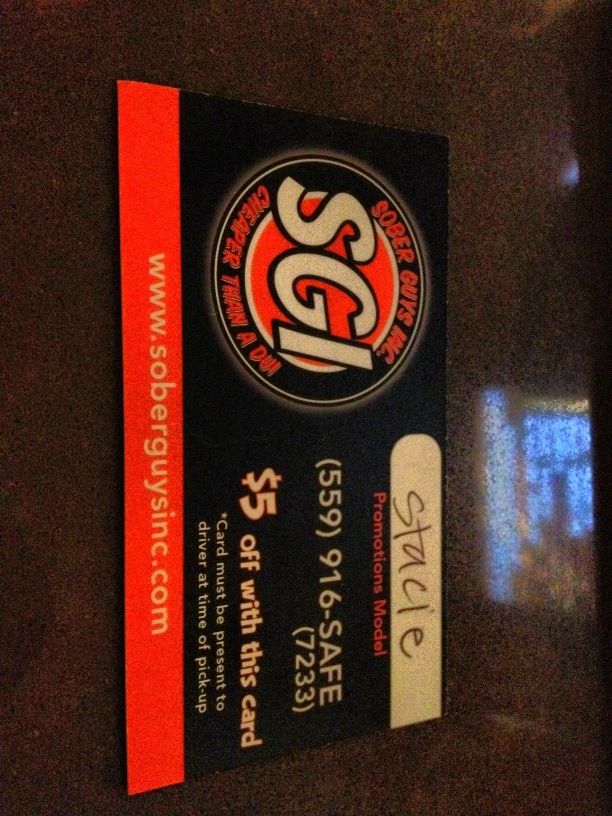 SOBER GUYS INC.
SGI
CHEAPER THAN A DUI
Stacie
Promotions Model
(559) 916-SAFE
(7233)
$5 off with this card
*Card must be present to
driver at time of pick-up
www.soberguysinc.com